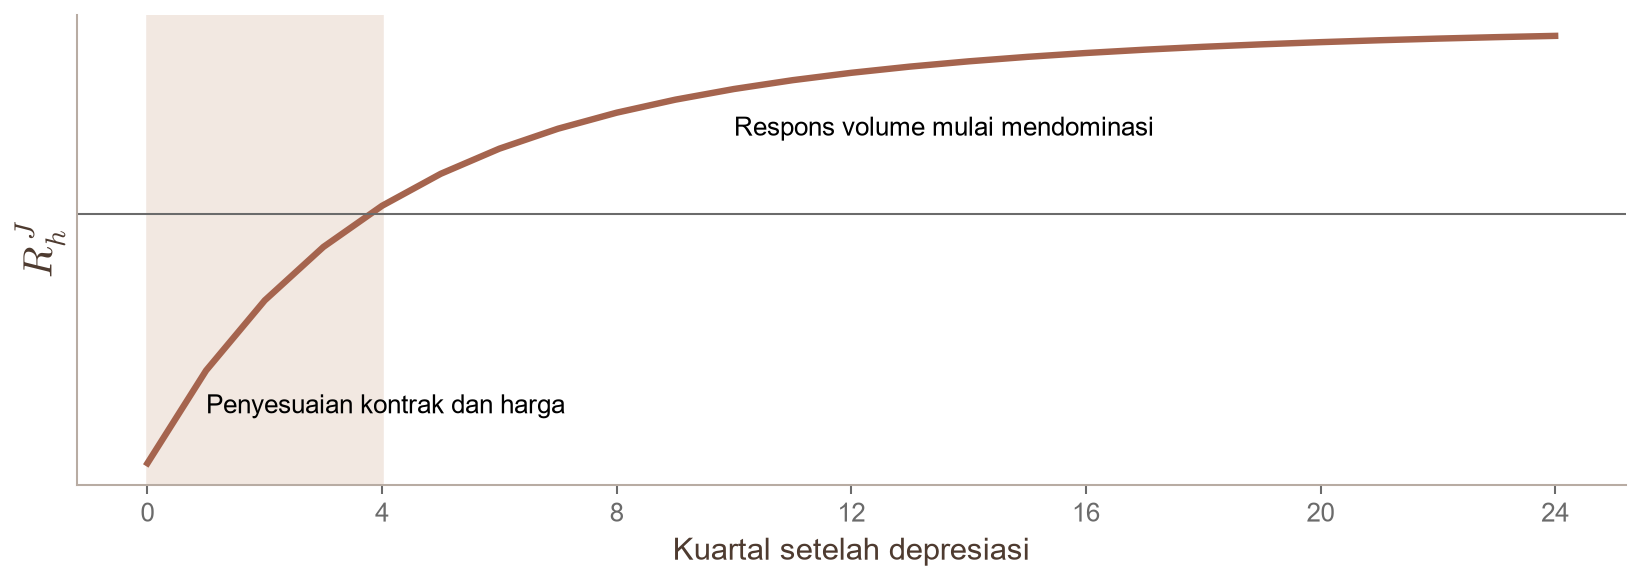 Respons volume mulai mendominasi
R_h^J
Penyesuaian kontrak dan harga
0 4 8 12 16 20 24
Kuartal setelah depresiasi